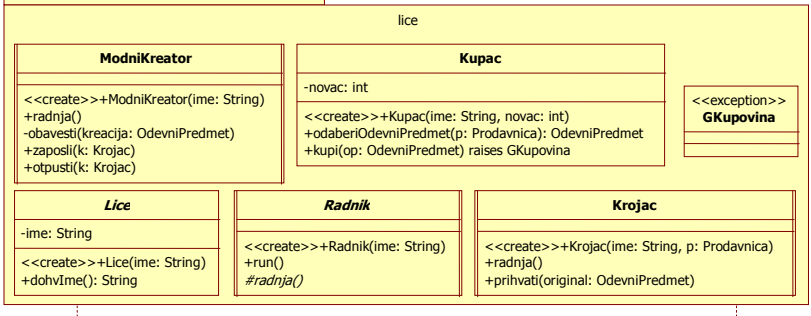 lice
ModniKreator
<<create>>+ModniKreator(ime: String)
+radnja()
-obavesti(kreacija: OdevniPredmet)
+zaposli(k: Krojac)
+otpusti(k: Krojac)
Kupac
-novac: int
<<create>>+Kupac(ime: String, novac: int)
+odaberiOdevniPredmet(p: Prodavnica): OdevniPredmet
+kupi(op: OdevniPredmet) raises GKupovina
<<exception>>
GKupovina
Lice
-ime: String
<<create>>+Lice(ime: String)
+dohvIme(): String
Radnik
<<create>>+Radnik(ime: String)
+run()
#radnja()
Krojac
<<create>>+Krojac(ime: String, p: Prodavnica)
+radnja()
+prihvati(original: OdevniPredmet)